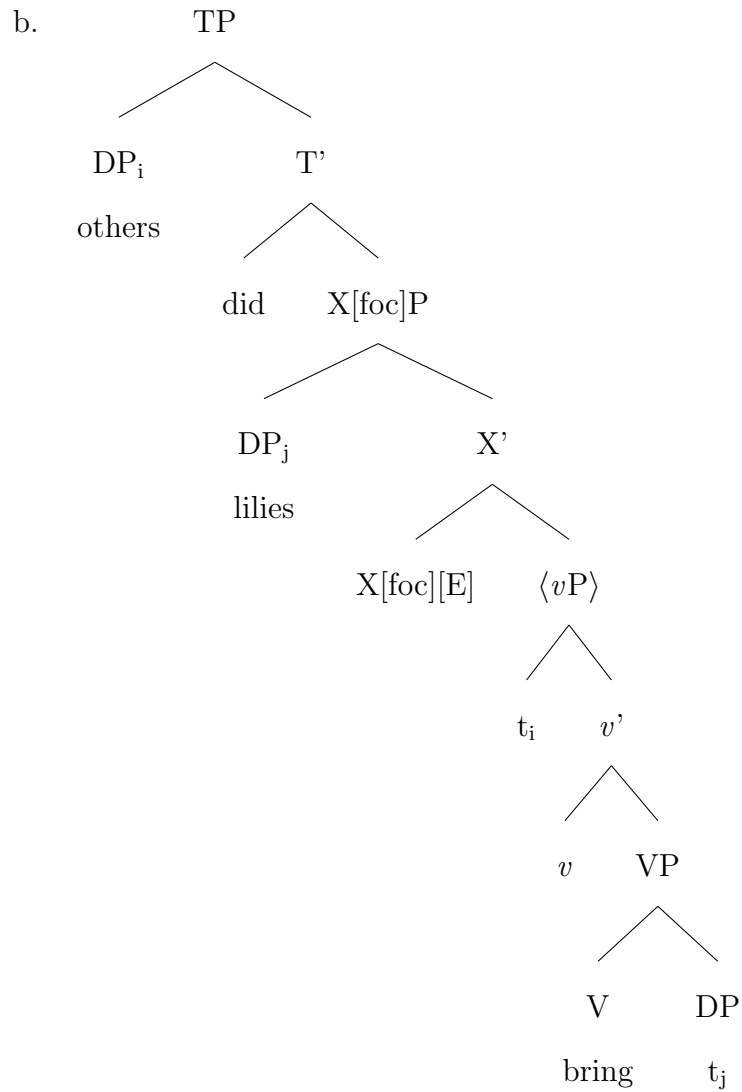 b. TP
DPi T’
others
did X[foc]P
DPj X’
lilies
X[foc][E] ⟨vP⟩
ti v’
v VP
V DP
bring tj